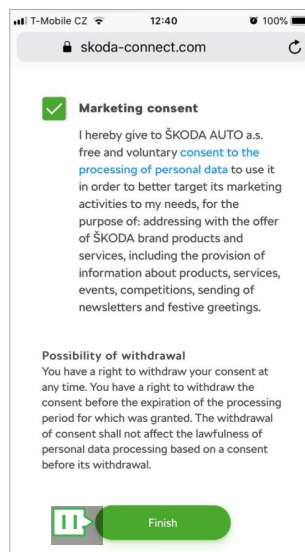 T-Mobile CZ 12:40 100%
skoda-connect.com
Marketing consent
I hereby give to ŠKODA AUTO a.s.
free and voluntary consent to the
processing of personal data to use it
in order to better target its marketing
activities to my needs, for the
purpose of: addressing with the offer
of ŠKODA brand products and
services, including the provision of
information about products, services,
events, competitions, sending of
newsletters and festive greetings.
Possibility of withdrawal
You have a right to withdraw your consent at
any time. You have a right to withdraw the
consent before the expiration of the processing
period for which was granted. The withdrawal
of consent shall not affect the lawfulness of
personal data processing based on a consent
before its withdrawal.
11 Finish